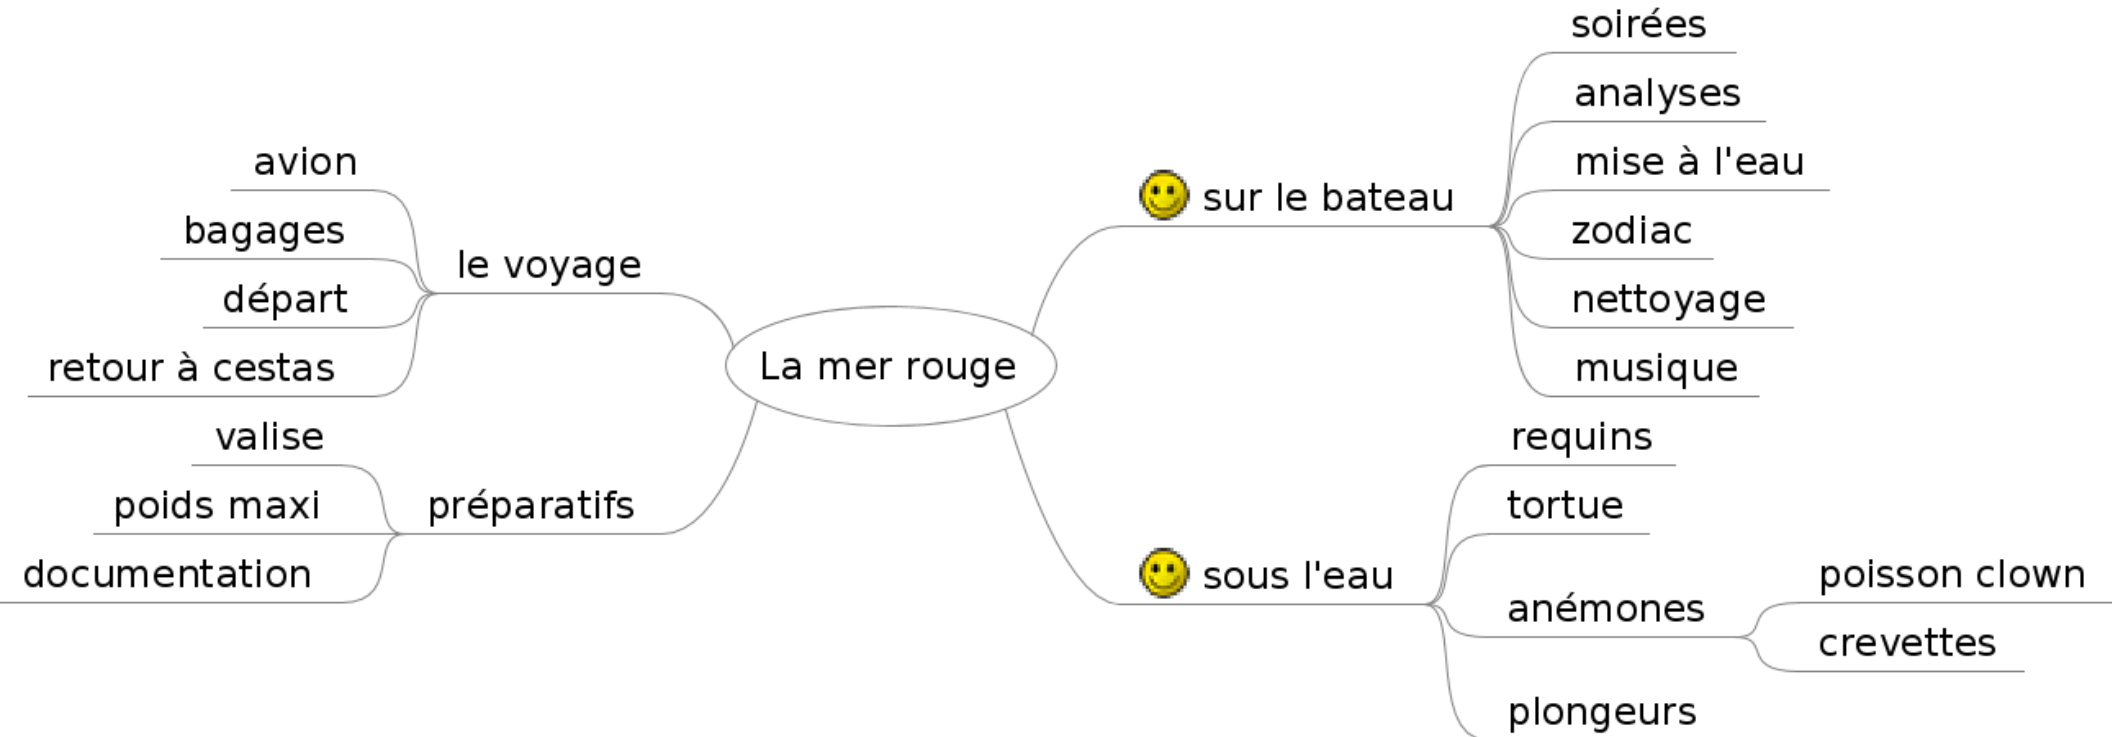 La mer rouge
le voyage
avion
bagages
départ
retour à cestas
préparatifs
valise
poids maxi
documentation
sur le bateau
soirées
analyses
mise à l'eau
zodiac
nettoyage
musique
sous l'eau
requins
tortue
anémones
poisson clown
crevettes
plongeurs